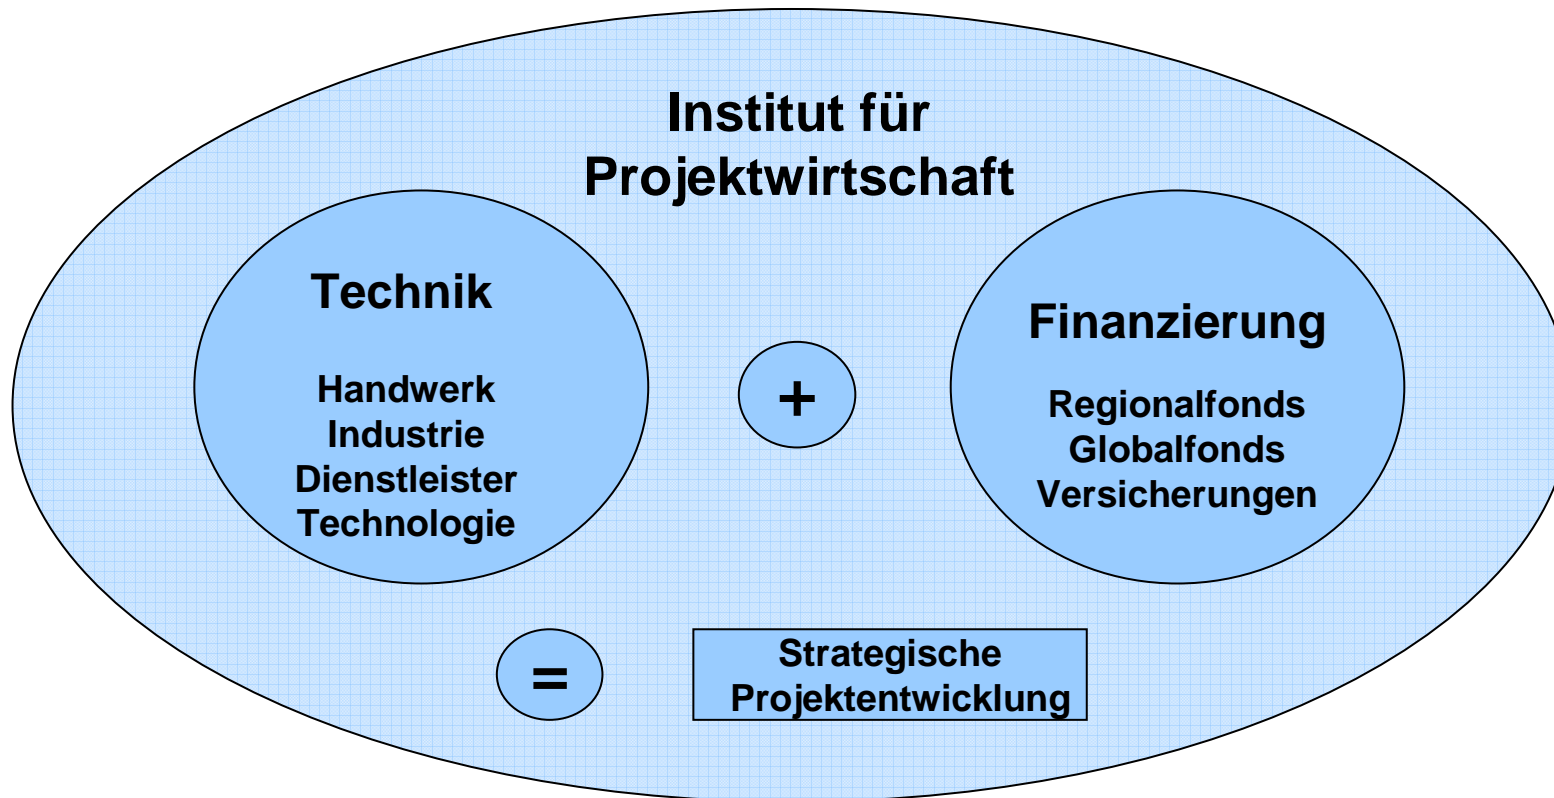 Institut für
Projektwirtschaft
Technik
Handwerk
Industrie
Dienstleister
Technologie
+
Finanzierung
Regionalfonds
Globalfonds
Versicherungen
=
Strategische
Projektentwicklung